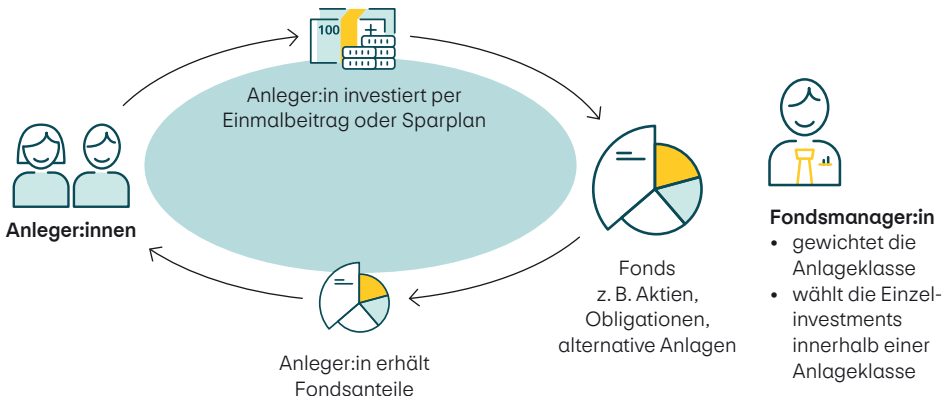 100
Anleger:in investiert per
Einmalbeitrag oder Sparplan
Anleger:innen
Fonds
z. B. Aktien,
Obligationen,
alternative Anlagen
Fondsmanager:in
• gewichtet die
Anlageklasse
• wählt die Einzel-
investments
innerhalb einer
Anlageklasse
Anleger:in erhält
Fondsanteile